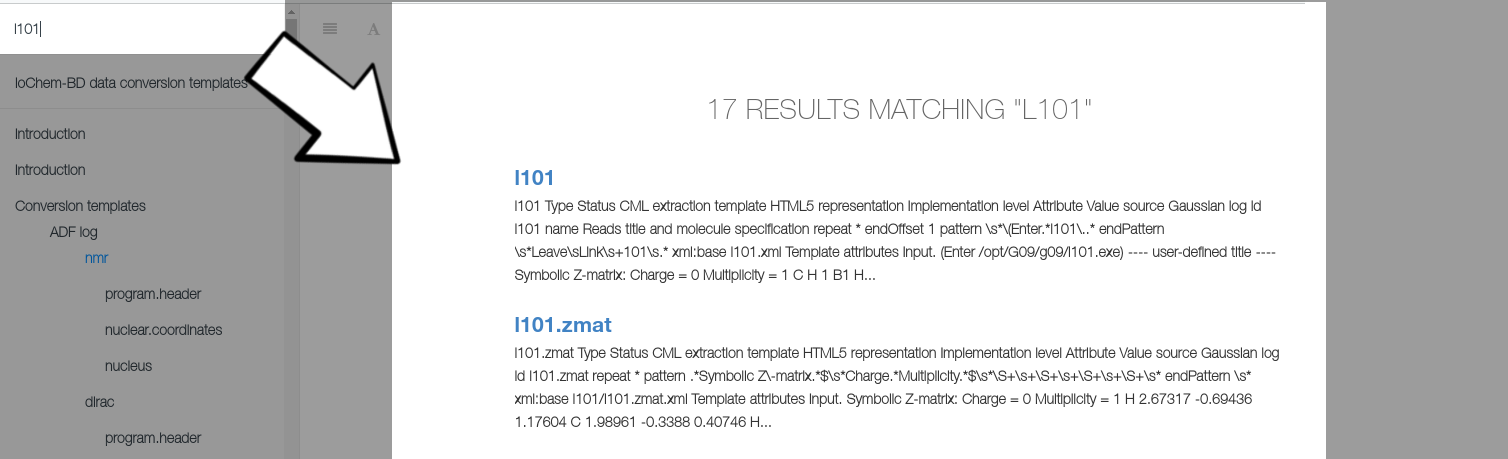 l101
IoChem-BD data conversion templates
Introduction
Introduction
Conversion templates
ADF log
nmr
program.header
nuclear.coordinates
nucleus
dirac
program.header
A
17 RESULTS MATCHING "L101"
l101
l101 Type Status CML extraction template HTML5 representation Implementation level Attribute Value source Gaussian log id
l101 name Reads title and molecule specification repeat * endOffset 1 pattern \s*\(Enter.*l101\..* endPattern
\s*Leave\sLink\s+101\s.* xml:base l101.xml Template attributes Input. (Enter /opt/G09/g09/l101.exe) ---- user-defined title ----
Symbolic Z-matrix: Charge = 0 Multiplicity = 1 C H 1 B1 H...
l101.zmat
l101.zmat Type Status CML extraction template HTML5 representation Implementation level Attribute Value source Gaussian log
id l101.zmat repeat * pattern .*Symbolic Z\-matrix.*$\s*Charge.*Multiplicity.*$\s*\S+\s+\S+\s+\S+\s+\S+\s* endPattern \s*
xml:base l101/l101.zmat.xml Template attributes Input. Symbolic Z-matrix: Charge = 0 Multiplicity = 1 H 2.67317 -0.69436
1.17604 C 1.98961 -0.3388 0.40746 H...